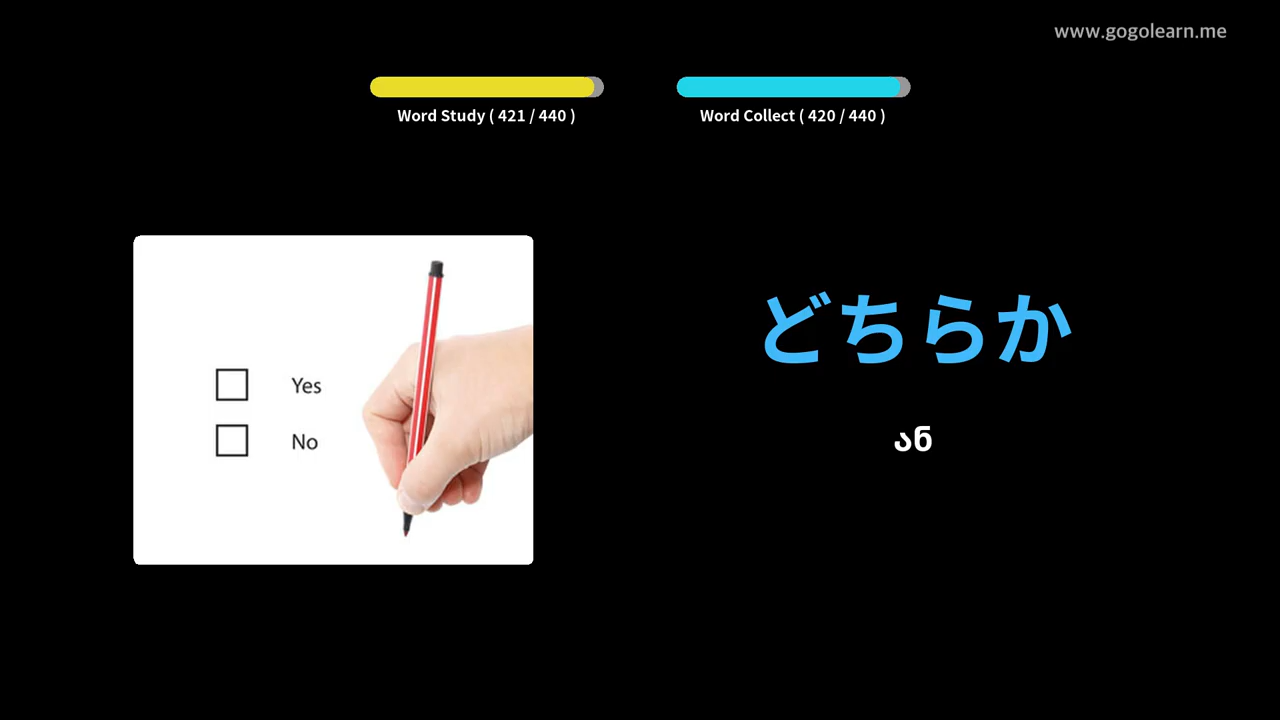 www.gogolearn.me
Word Study ( 421 / 440 )
Word Collect ( 420 / 440 )
Yes
No
どちらか
ან